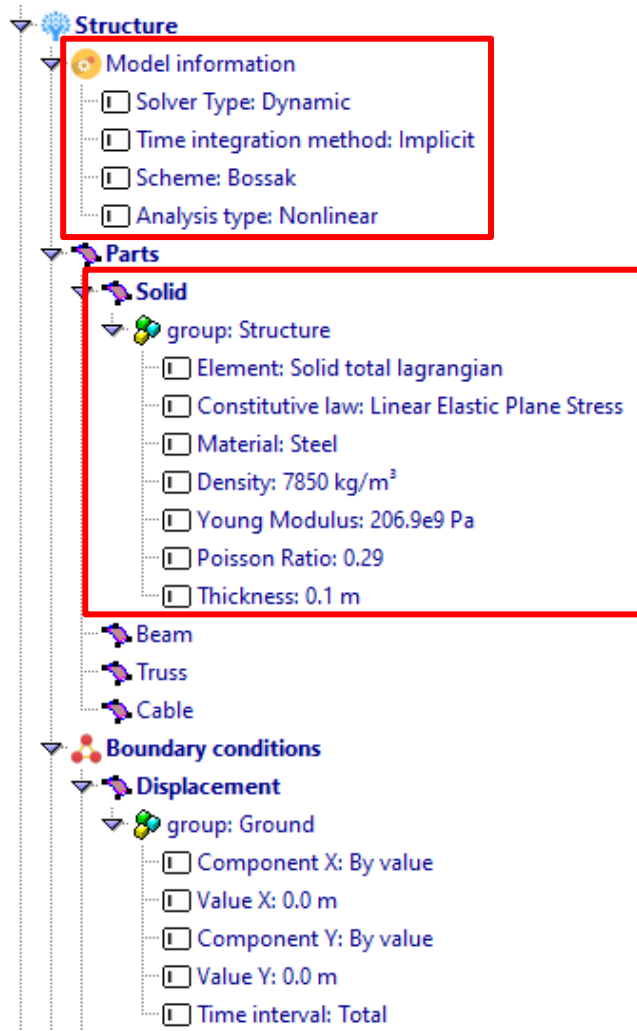 Structure
Model information
Solver Type: Dynamic
Time integration method: Implicit
Scheme: Bossak
Analysis type: Nonlinear
Parts
Solid
group: Structure
Element: Solid total lagrangian
Constitutive law: Linear Elastic Plane Stress
Material: Steel
Density: 7850 kg/m³
Young Modulus: 206.9e9 Pa
Poisson Ratio: 0.29
Thickness: 0.1 m
Beam
Truss
Cable
Boundary conditions
Displacement
group: Ground
Component X: By value
Value X: 0.0 m
Component Y: By value
Value Y: 0.0 m
Time interval: Total